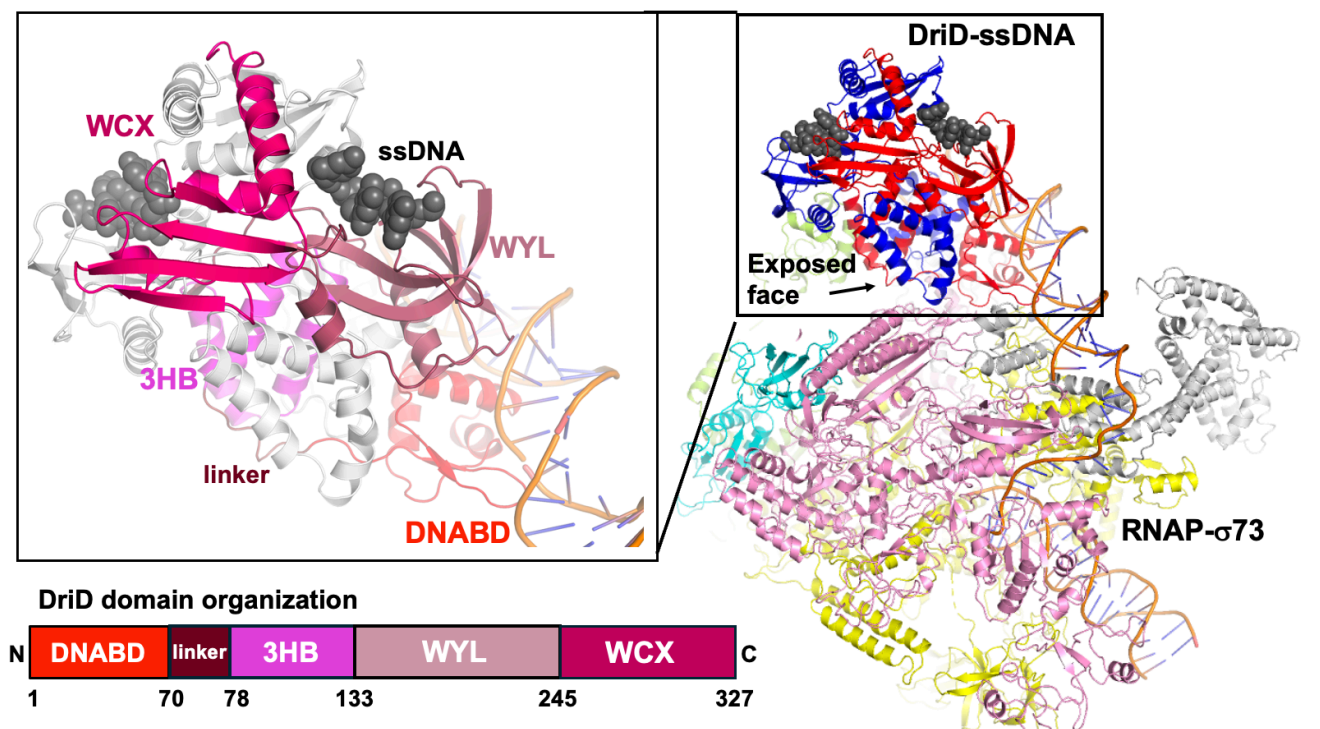 WCX
ssDNA
WYL
3HB
linker
DNABD
DriD-ssDNA
Exposed
face
RNAP-σ73
DriD domain organization
N DNABD linker 3HB WYL WCX C
1 70 78 133 245 327